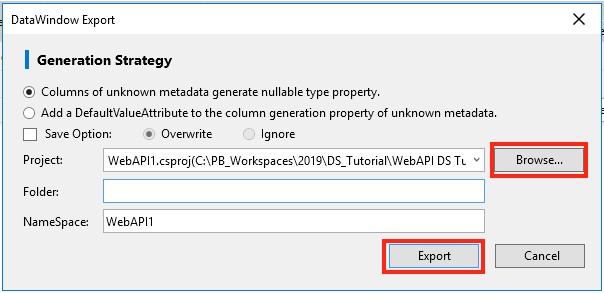 DataWindow Export
Generation Strategy
Columns of unknown metadata generate nullable type property.
Add a DefaultValueAttribute to the column generation property of unknown metadata.
Save Option: Overwrite Ignore
Project: WebAPI1.csproj(C:\PB_Workspaces\2019\DS_Tutorial\WebAPI DS Tu Browse...
Folder:
NameSpace: WebAPI1
Export Cancel